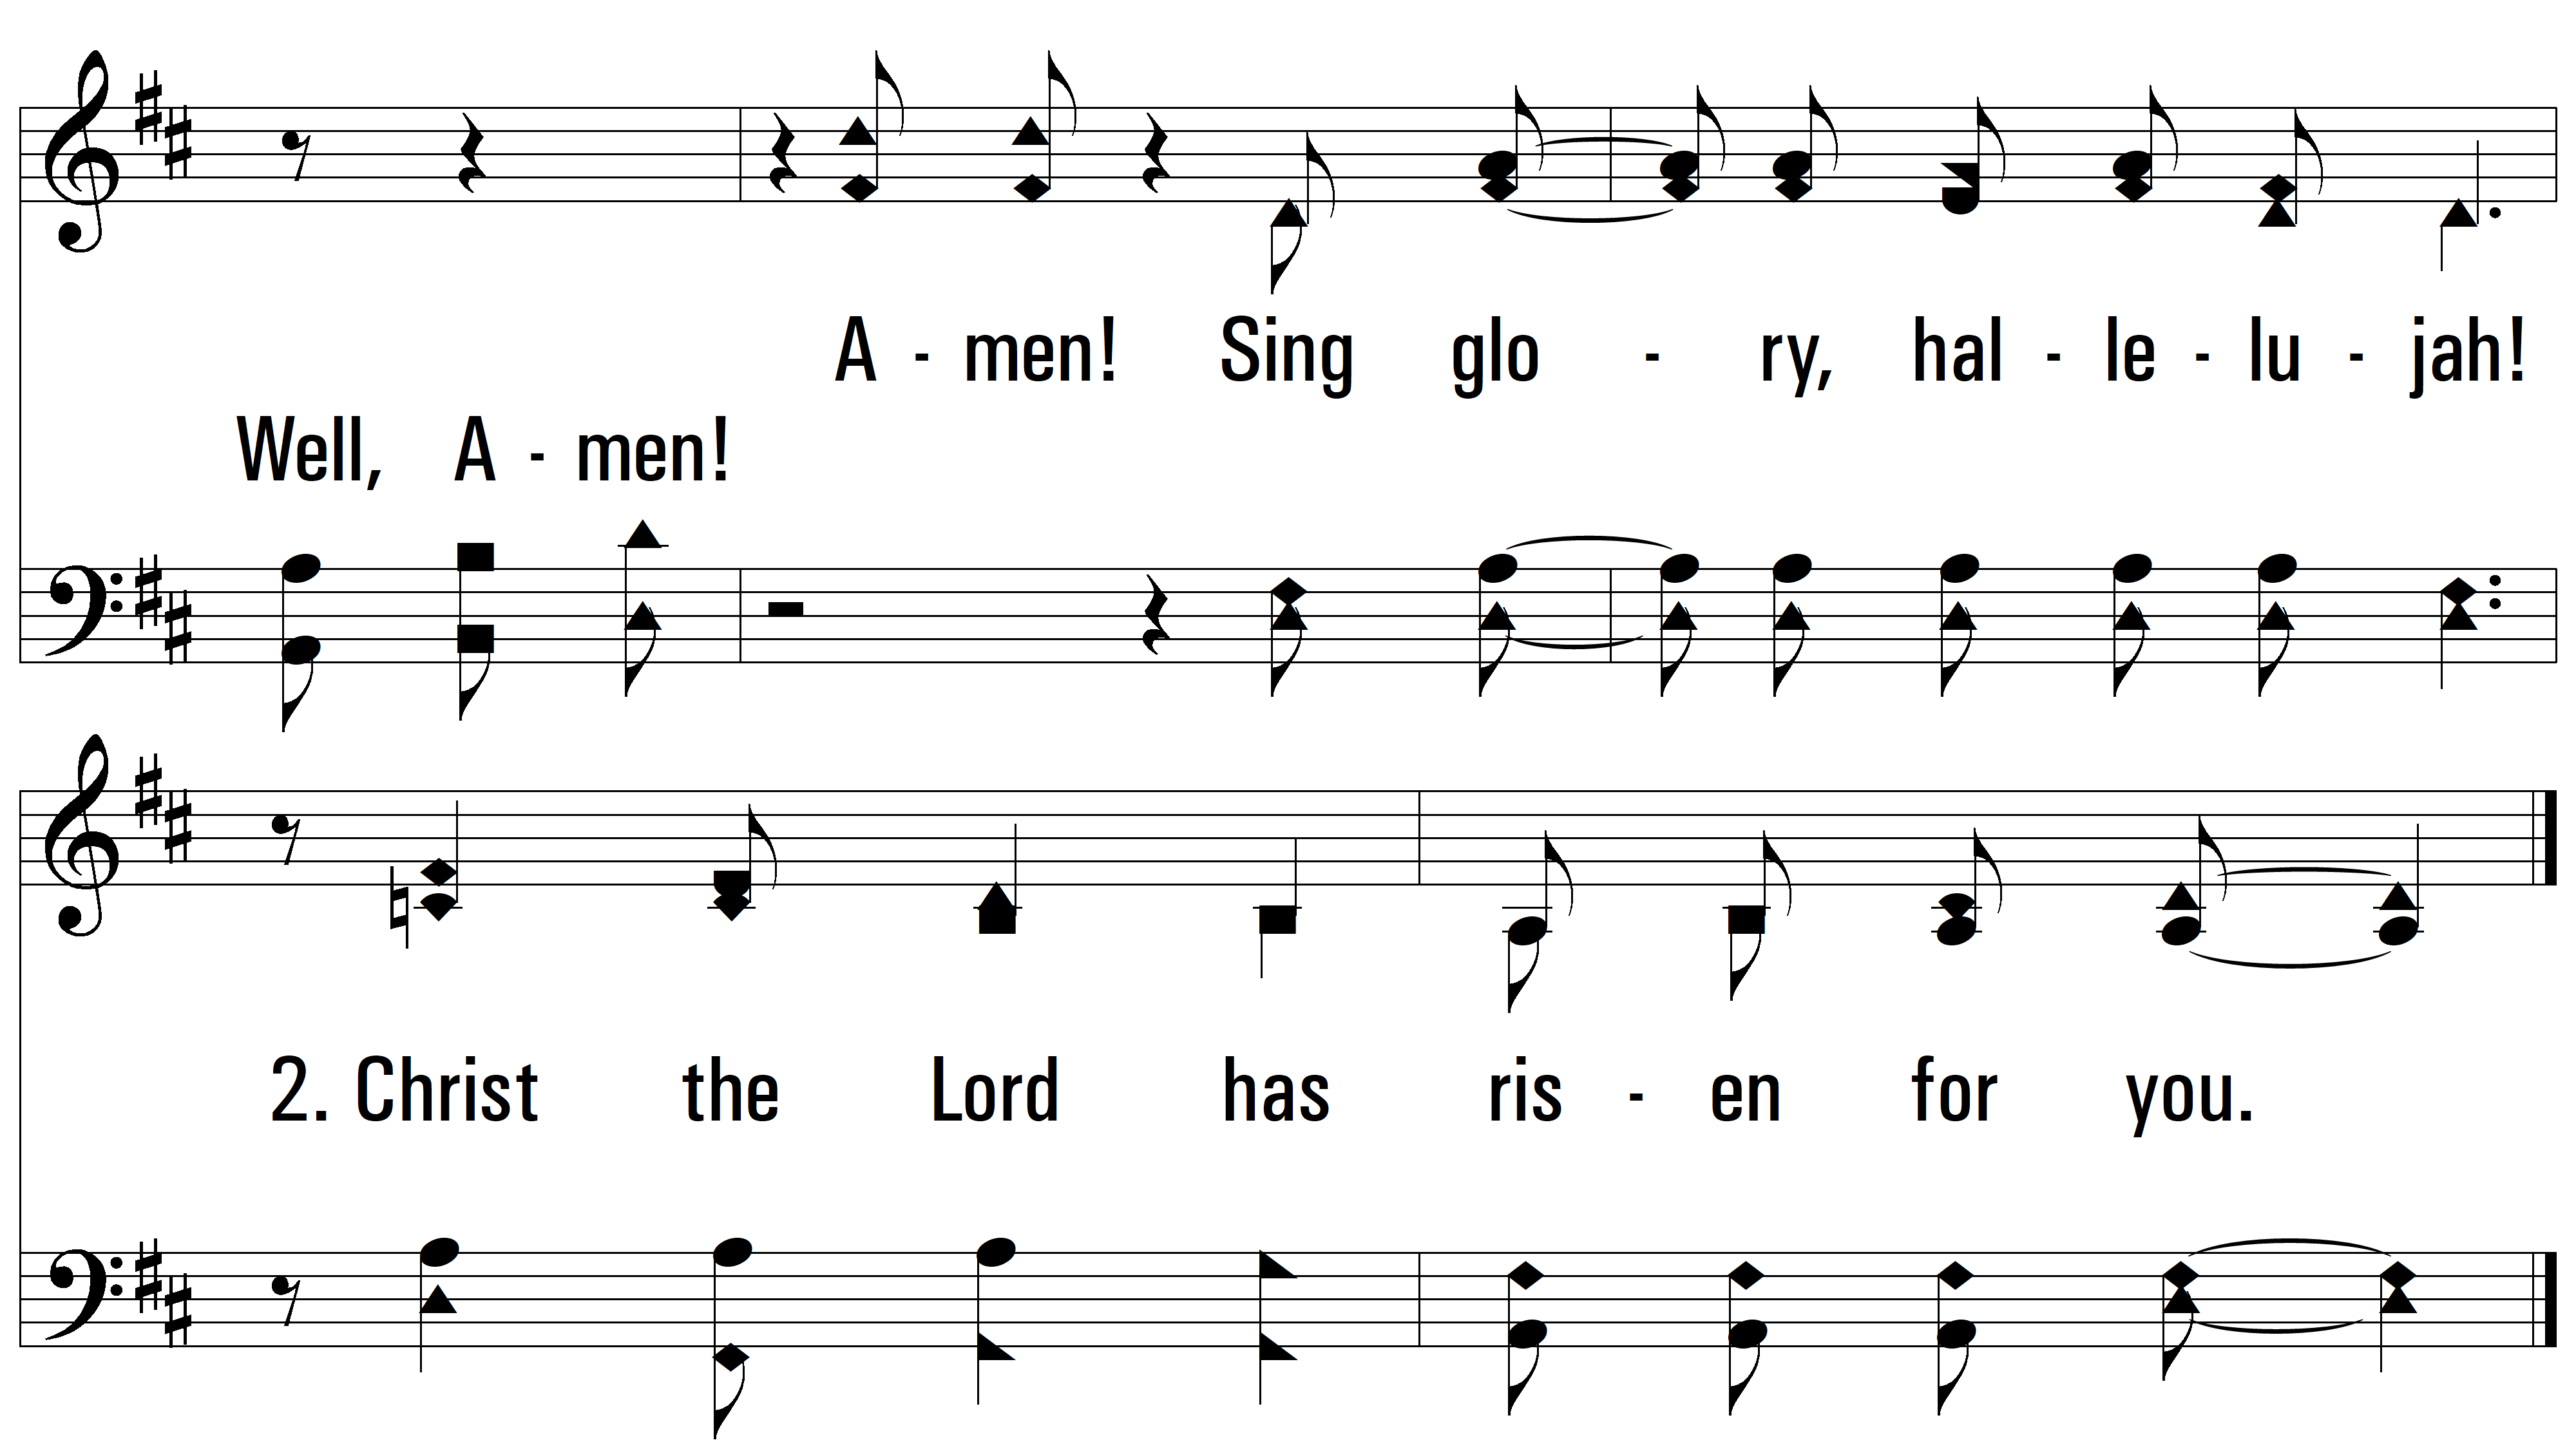 A - men! Sing glo - ry, hal - le - lu - jah!
Well, A - men!
2. Christ the Lord has ris - en for you.